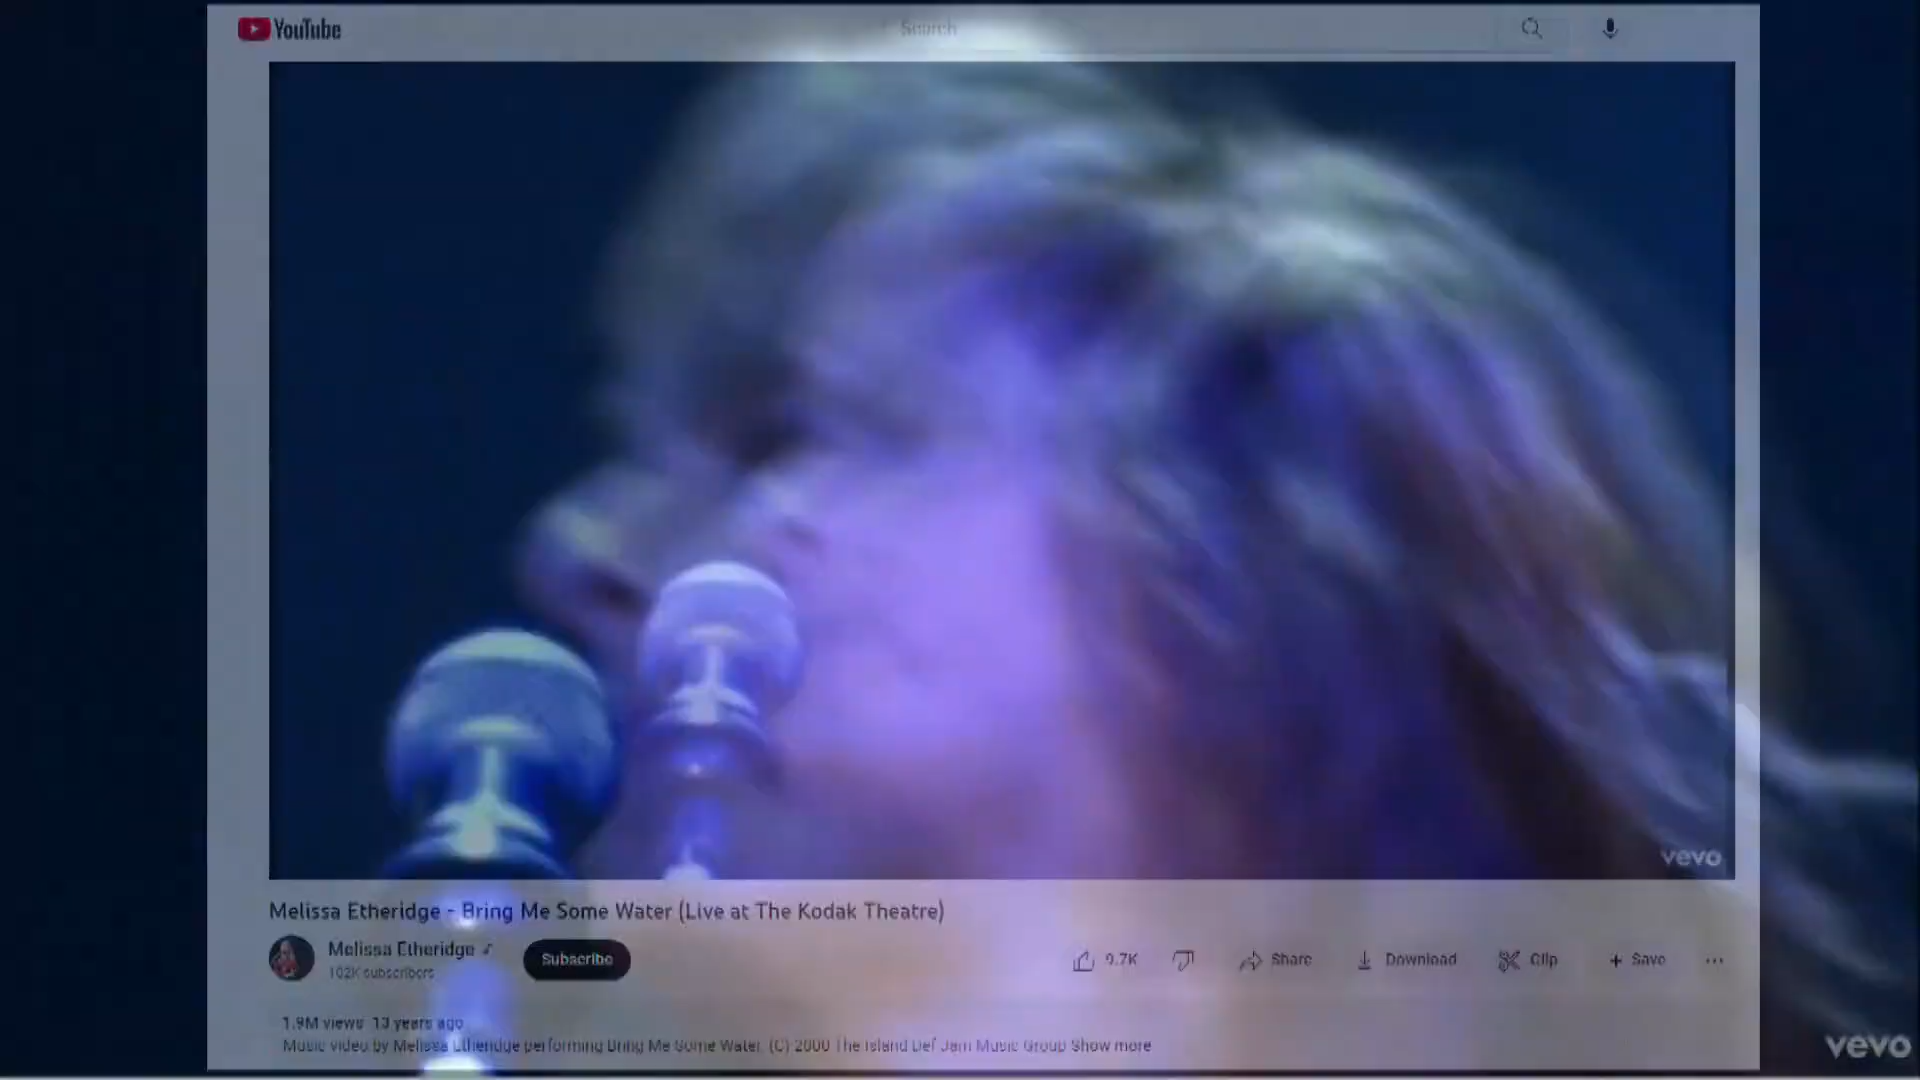 YouTube
Search
vevo
Melissa Etheridge - Bring Me Some Water (Live at The Kodak Theatre)
Melissa Etheridge
102K subscribers
Subscribe
9.7K
Share
Download
Clip
+ Save
...
1.9M views 13 years ago
Music video by Melissa Etheridge performing Bring Me Some Water. (C) 2000 The Island Def Jam Music Group Show more
vevo